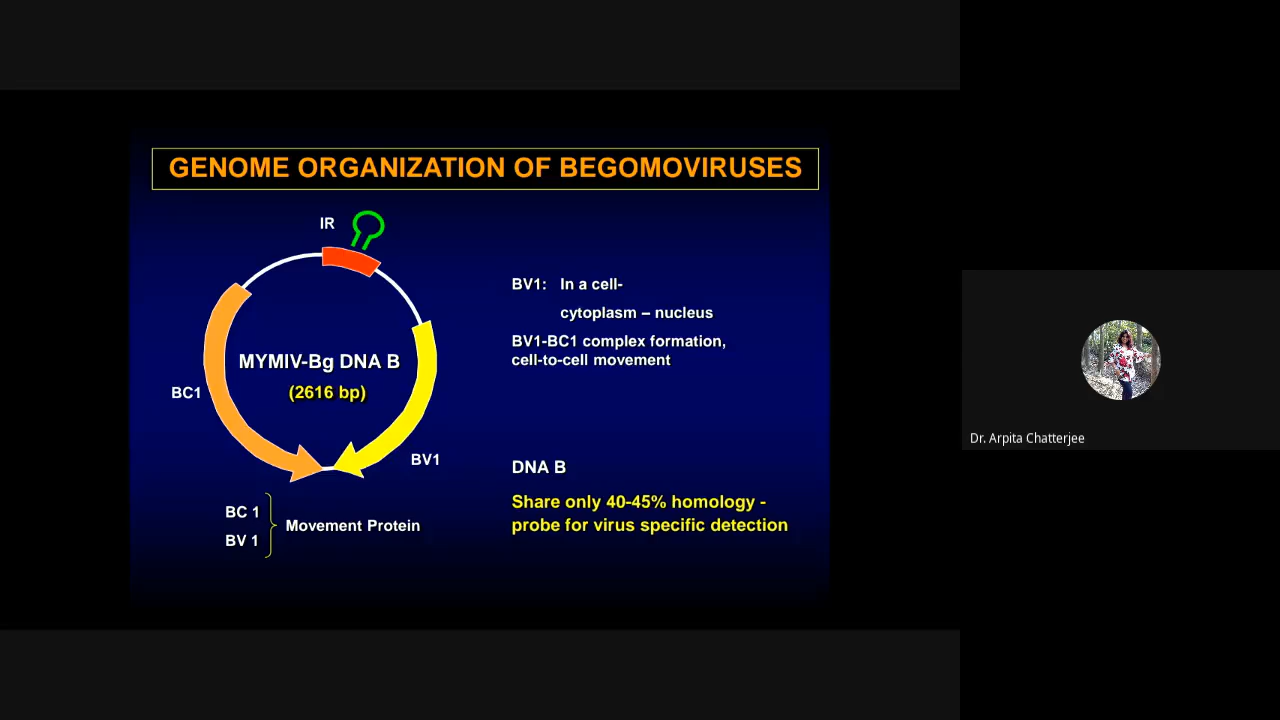 GENOME ORGANIZATION OF BEGOMOVIRUSES
IR
MYMIV-Bg DNA B
(2616 bp)
BC1
BV1
BC 1
BV 1
Movement Protein
BV1: In a cell-
cytoplasm – nucleus
BV1-BC1 complex formation,
cell-to-cell movement
DNA B
Share only 40-45% homology -
probe for virus specific detection
Dr. Arpita Chatterjee